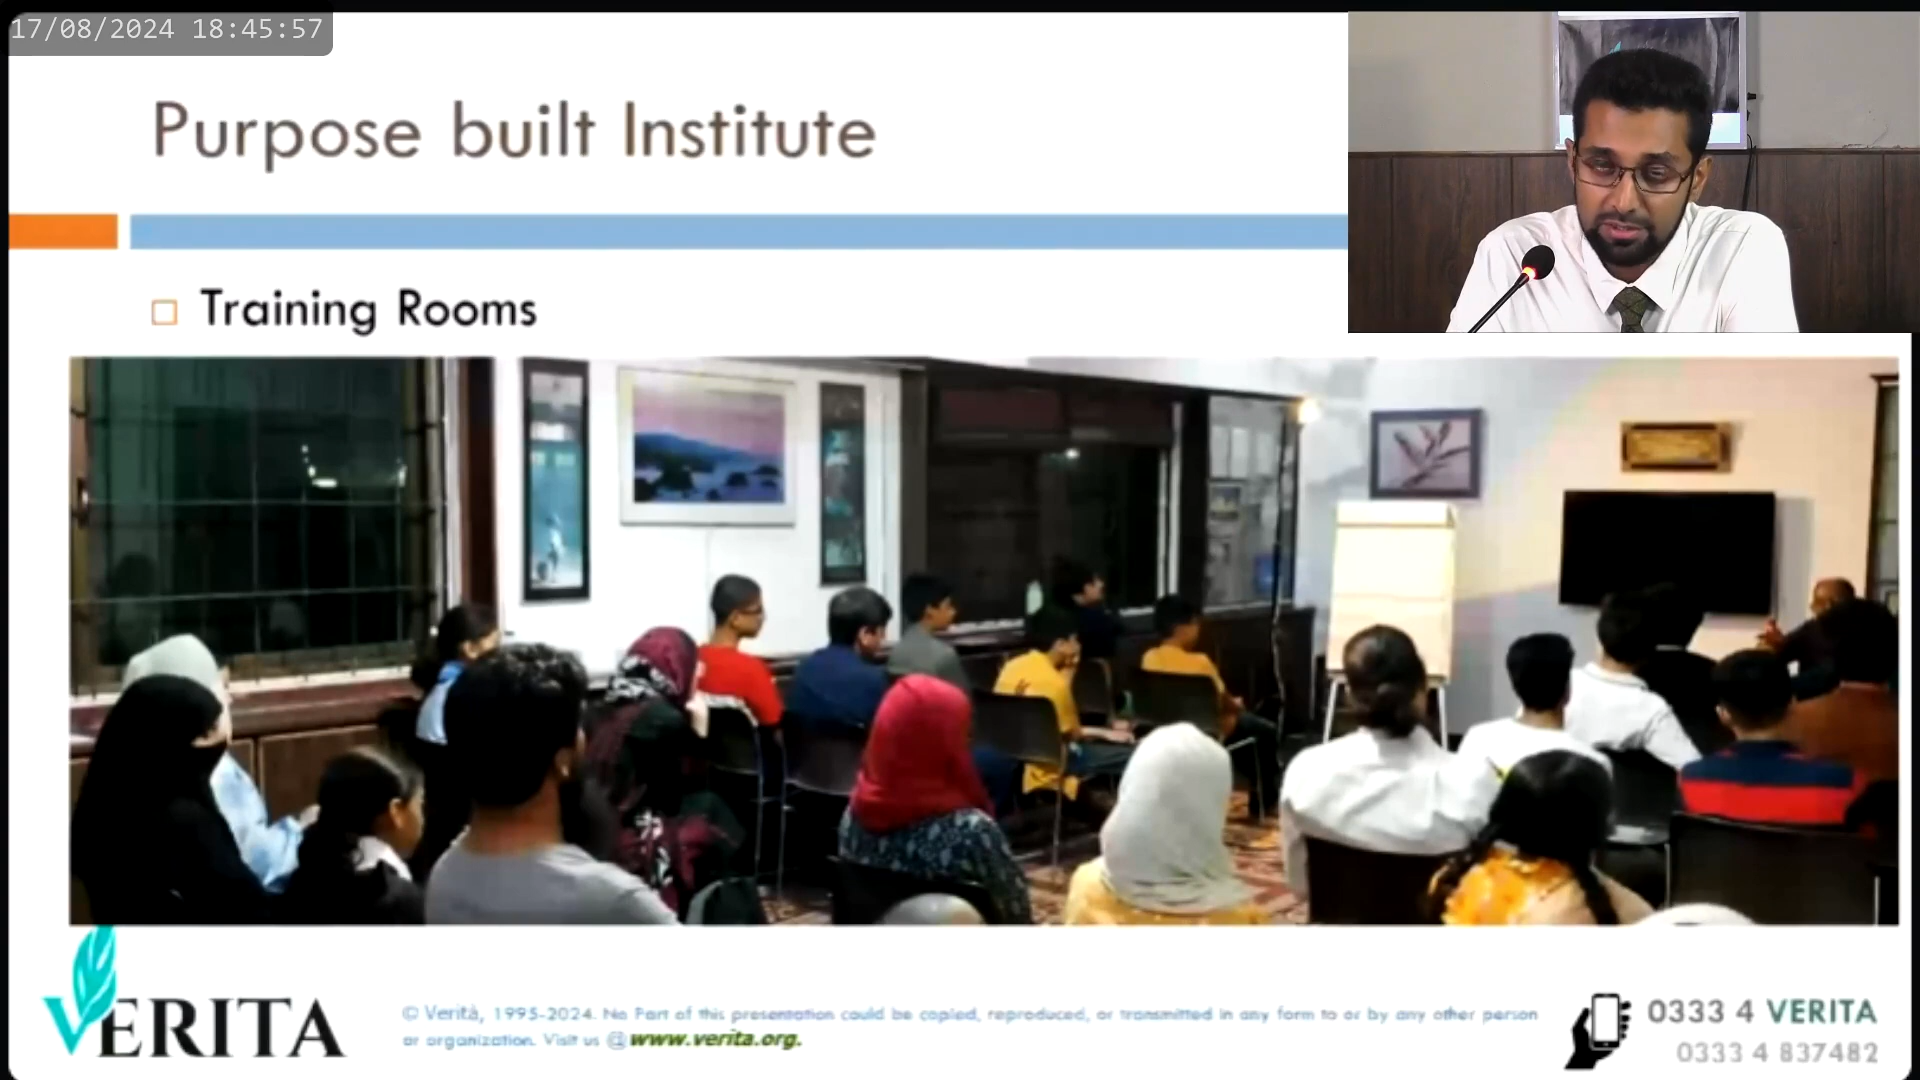 17/08/2024 18:45:57
Purpose built Institute
Training Rooms
VERITA
© Verità, 1995-2024. No Part of this presentation could be copied, reproduced, or transmitted in any form to or by any other person
or organization. Visit us @www.verita.org.
0333 4 VERITA
0333 4 837482